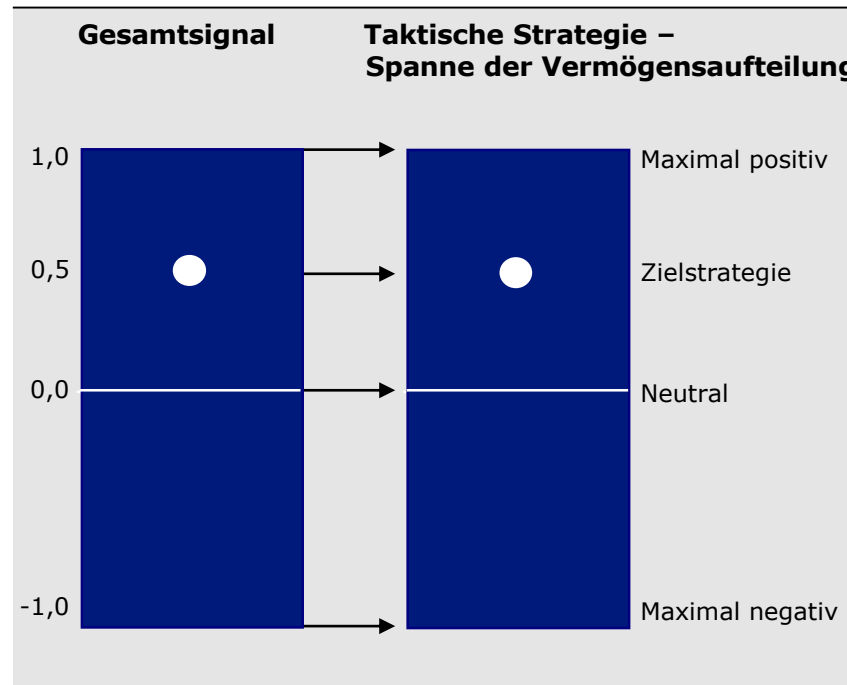 Gesamtsignal
Taktische Strategie –
Spanne der Vermögensaufteilung
1,0
Maximal positiv
0,5
Zielstrategie
0,0
Neutral
-1,0
Maximal negativ